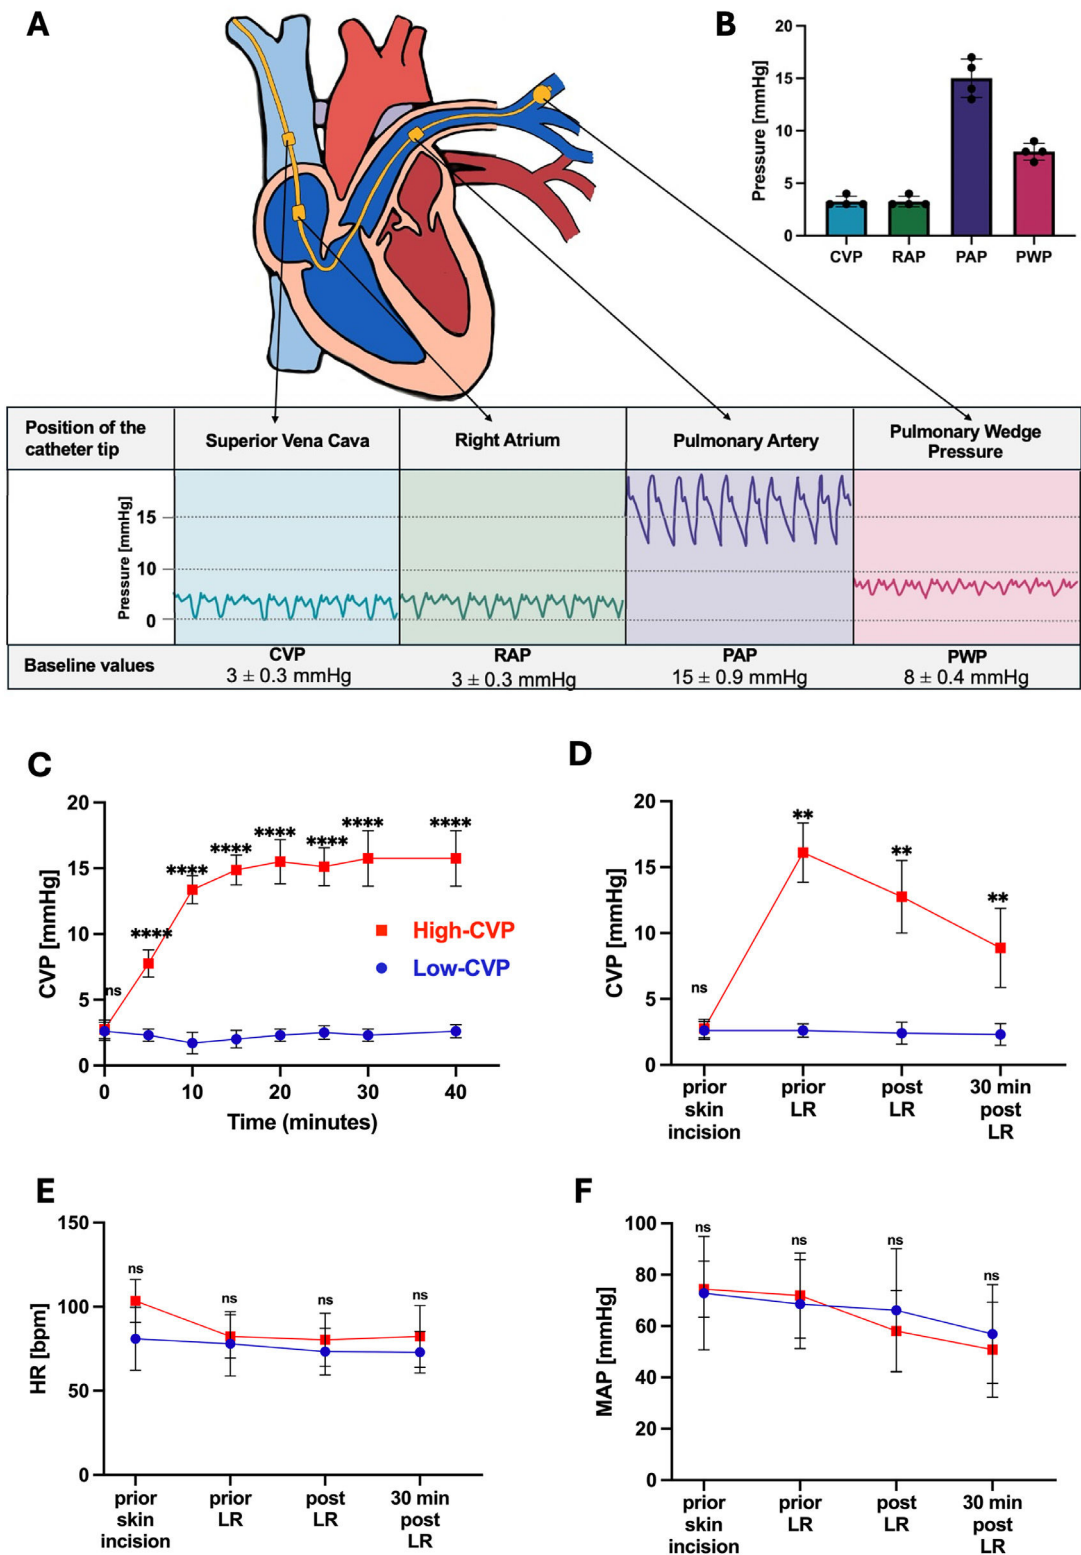 A
B
Pressure [mmHg]
20
15
10
5
0
CVP RAP PAP PWP
Position of the catheter tip
Superior Vena Cava
Right Atrium
Pulmonary Artery
Pulmonary Wedge Pressure
Pressure [mmHg]
15
10
0
Baseline values
CVP
3 ± 0.3 mmHg
RAP
3 ± 0.3 mmHg
PAP
15 ± 0.9 mmHg
PWP
8 ± 0.4 mmHg
C
CVP [mmHg]
20
15
10
5
0
ns
****
****
****
****
****
****
****
High-CVP
Low-CVP
0 10 20 30 40
Time (minutes)
D
CVP [mmHg]
20
15
10
5
0
ns
**
**
**
prior skin incision
prior LR
post LR
30 min post LR
E
HR [bpm]
150
100
50
0
ns
ns
ns
ns
prior skin incision
prior LR
post LR
30 min post LR
F
MAP [mmHg]
100
80
60
40
20
0
ns
ns
ns
ns
prior skin incision
prior LR
post LR
30 min post LR